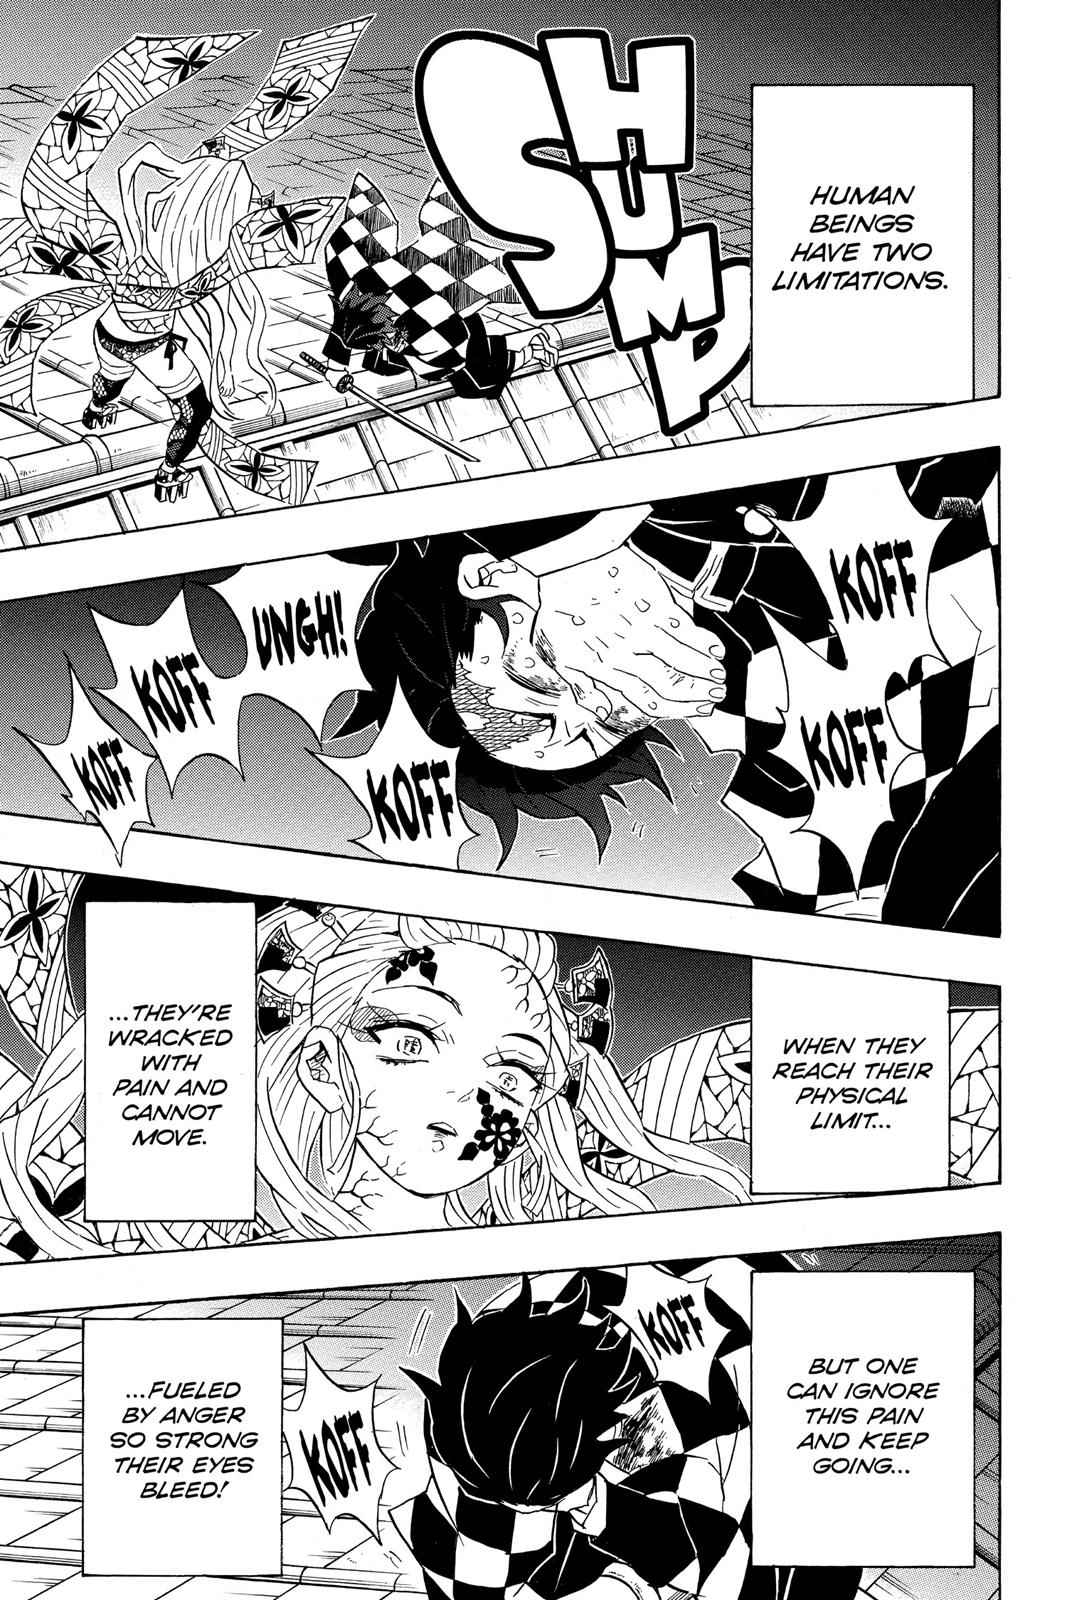 HUMAN
BEINGS
HAVE TWO
LIMITATIONS.
SHUMP
KOFF
KOFF
UNGH!
KOFF
KOFF
KOFF
WHEN THEY
REACH THEIR
PHYSICAL
LIMIT...
...THEY'RE
WRACKED
WITH
PAIN AND
CANNOT
MOVE.
BUT ONE
CAN IGNORE
THIS PAIN
AND KEEP
GOING...
KOFF
KOFF
...FUELED
BY ANGER
SO STRONG
THEIR EYES
BLEED!